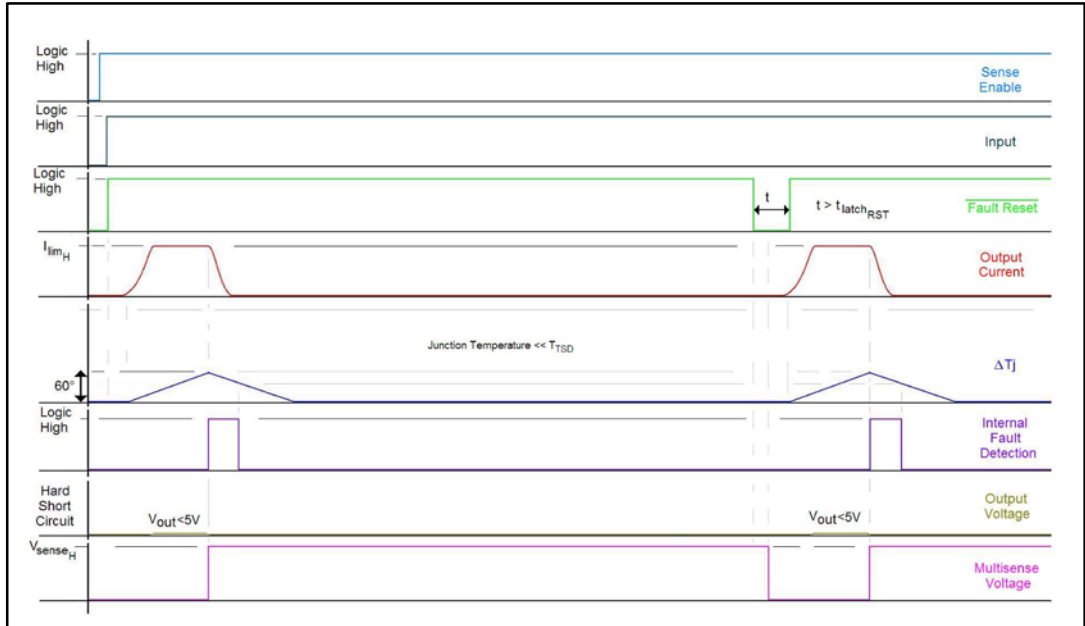 Logic
High
Sense
Enable
Logic
High
Input
Logic
High
t
t > tlatchRST
Fault Reset
IlimH
Output
Current
Junction Temperature << TTSD
60°
ΔTj
Logic
High
Internal
Fault
Detection
Hard
Short
Circuit
Vout<5V
Vout<5V
Output
Voltage
VsenseH
Multisense
Voltage